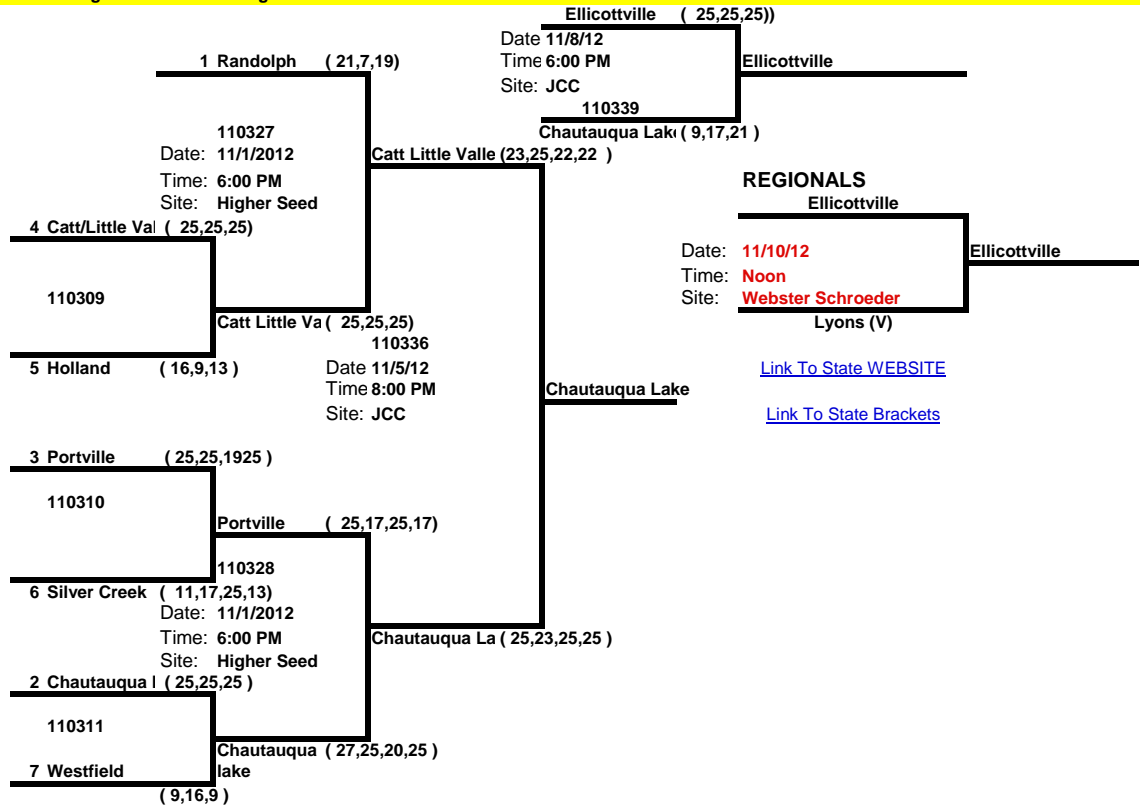 Ellicottville ( 25,25,25))
Date 11/8/12
1 Randolph ( 21,7,19)
Time 6:00 PM
Ellicottville
Site: JCC
110339
Chautauqua Lak ( 9,17,21 )
110327
Date: 11/1/2012
Catt Little Valle (23,25,22,22 )
Time: 6:00 PM
Site: Higher Seed
REGIONALS
Ellicottville
4 Catt/Little Val ( 25,25,25)
Date: 11/10/12
Ellicottville
Time: Noon
Site: Webster Schroeder
110309
Catt Little Va ( 25,25,25)
Lyons (V)
110336
5 Holland ( 16,9,13 )
Date 11/5/12
Time 8:00 PM
Site: JCC
Link To State WEBSITE
Chautauqua Lake
Link To State Brackets
3 Portville ( 25,25,1925 )
110310
Portville ( 25,17,25,17)
110328
6 Silver Creek ( 11,17,25,13)
Date: 11/1/2012
Time: 6:00 PM
Site: Higher Seed
Chautauqua La ( 25,23,25,25 )
2 Chautauqua ( 25,25,25 )
110311
Chautauqua ( 27,25,20,25 )
lake
7 Westfield
( 9,16,9 )